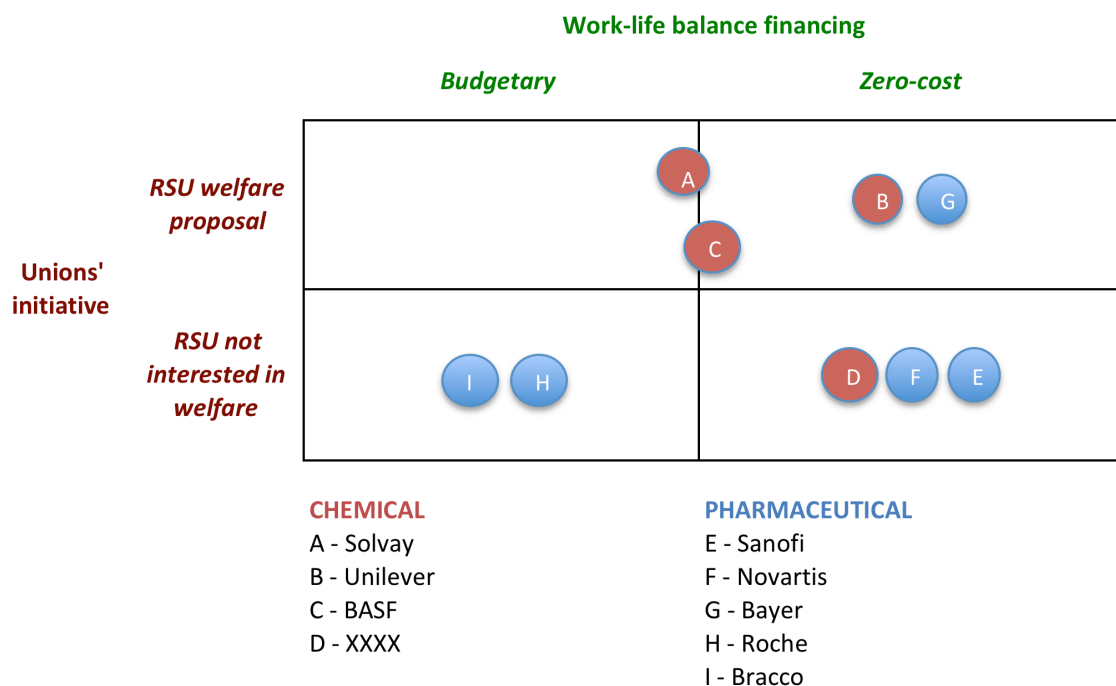 Work-life balance financing
Budgetary
Zero-cost
RSU welfare
proposal
A
B
G
C
Unions'
initiative
RSU not
interested in
welfare
I
H
D
F
E
CHEMICAL
A - Solvay
B - Unilever
C - BASF
D - XXXX
PHARMACEUTICAL
E - Sanofi
F - Novartis
G - Bayer
H - Roche
I - Bracco